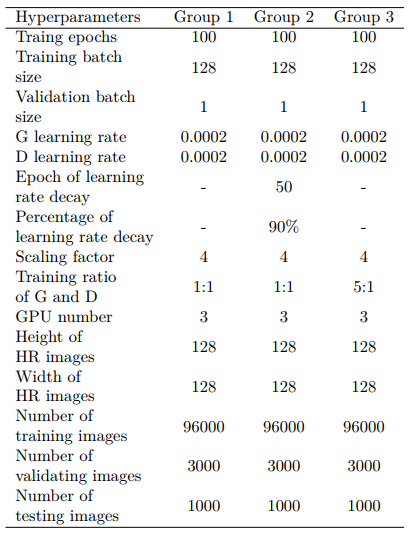 Hyperparameters Group 1 Group 2 Group 3
Traing epochs 100 100 100
Training batch
size 128 128 128
Validation batch
size 1 1 1
G learning rate 0.0002 0.0002 0.0002
D learning rate 0.0002 0.0002 0.0002
Epoch of learning
rate decay - 50 -
Percentage of
learning rate decay - 90% -
Scaling factor 4 4 4
Training ratio
of G and D 1:1 1:1 5:1
GPU number 3 3 3
Height of
HR images 128 128 128
Width of
HR images 128 128 128
Number of
training images 96000 96000 96000
Number of
validating images 3000 3000 3000
Number of
testing images 1000 1000 1000